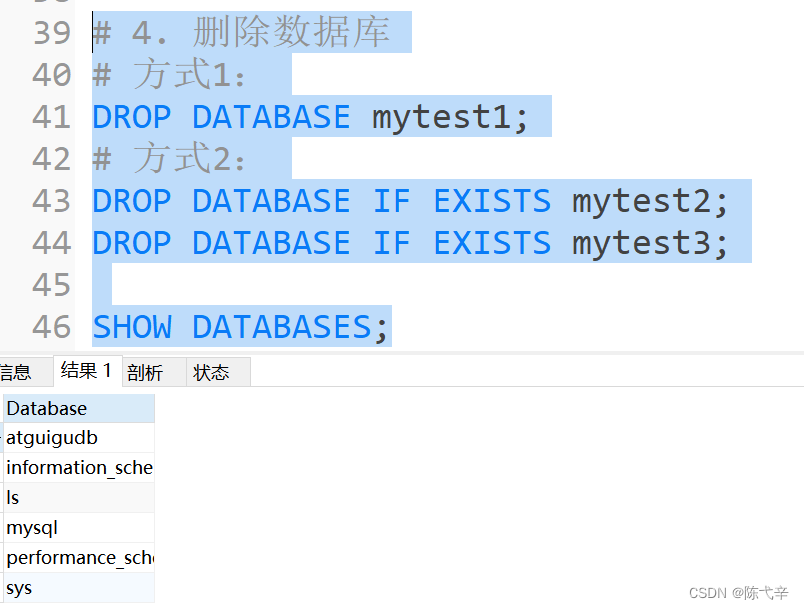 39 # 4. 删除数据库
40 # 方式1：
41 DROP DATABASE mytest1;
42 # 方式2：
43 DROP DATABASE IF EXISTS mytest2;
44 DROP DATABASE IF EXISTS mytest3;
45
46 SHOW DATABASES;
信息 结果 1 剖析 状态
Database
atguigudb
information_sche
ls
mysql
performance_sche
sys
CSDN @陈弋辛